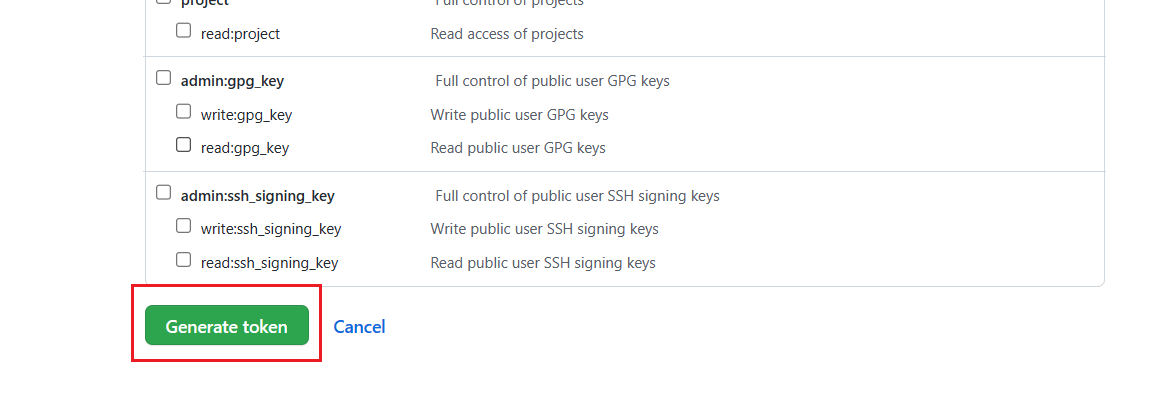 project Full control of projects
read:project Read access of projects
admin:gpg_key Full control of public user GPG keys
write:gpg_key Write public user GPG keys
read:gpg_key Read public user GPG keys
admin:ssh_signing_key Full control of public user SSH signing keys
write:ssh_signing_key Write public user SSH signing keys
read:ssh_signing_key Read public user SSH signing keys
Generate token Cancel